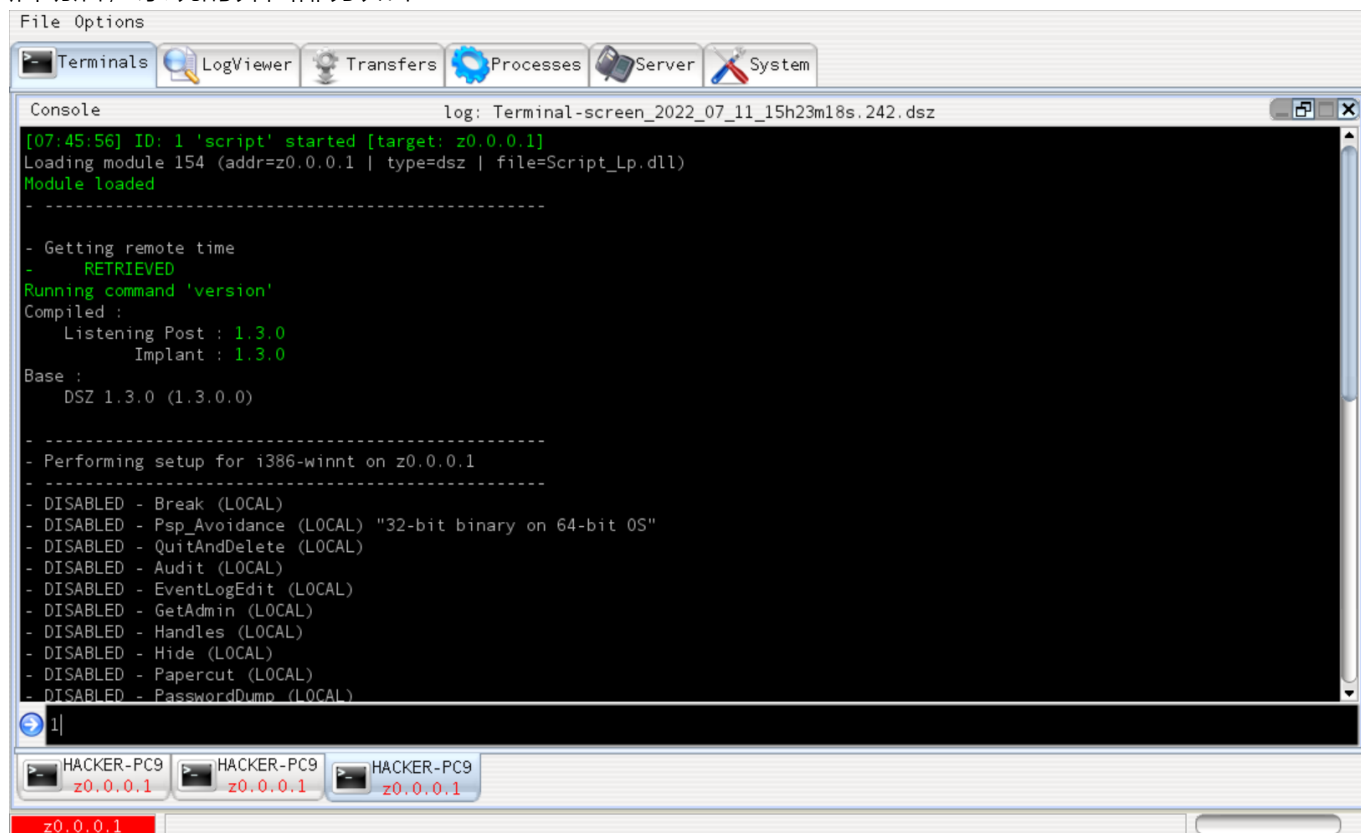 File Options
Terminals LogViewer Transfers Processes Server System
Console log: Terminal-screen_2022_07_11_15h23m18s.242.dsz
[07:45:56] ID: 1 'script' started [target: z0.0.0.1]
Loading module 154 (addr=z0.0.0.1 | type=dsz | file=Script_Lp.dll)
Module loaded
- -------------------------------------------------
- Getting remote time
-     RETRIEVED
Running command 'version'
Compiled :
Listening Post : 1.3.0
Implant : 1.3.0
Base :
DSZ 1.3.0 (1.3.0.0)
- -------------------------------------------------
- Performing setup for i386-winnt on z0.0.0.1
- -------------------------------------------------
- DISABLED - Break (LOCAL)
- DISABLED - Psp_Avoidance (LOCAL) "32-bit binary on 64-bit OS"
- DISABLED - QuitAndDelete (LOCAL)
- DISABLED - Audit (LOCAL)
- DISABLED - EventLogEdit (LOCAL)
- DISABLED - GetAdmin (LOCAL)
- DISABLED - Handles (LOCAL)
- DISABLED - Hide (LOCAL)
- DISABLED - Papercut (LOCAL)
- DISABLED - PasswordDump (LOCAL)
1
HACKER-PC9 HACKER-PC9 HACKER-PC9
z0.0.0.1 z0.0.0.1 z0.0.0.1
z0.0.0.1